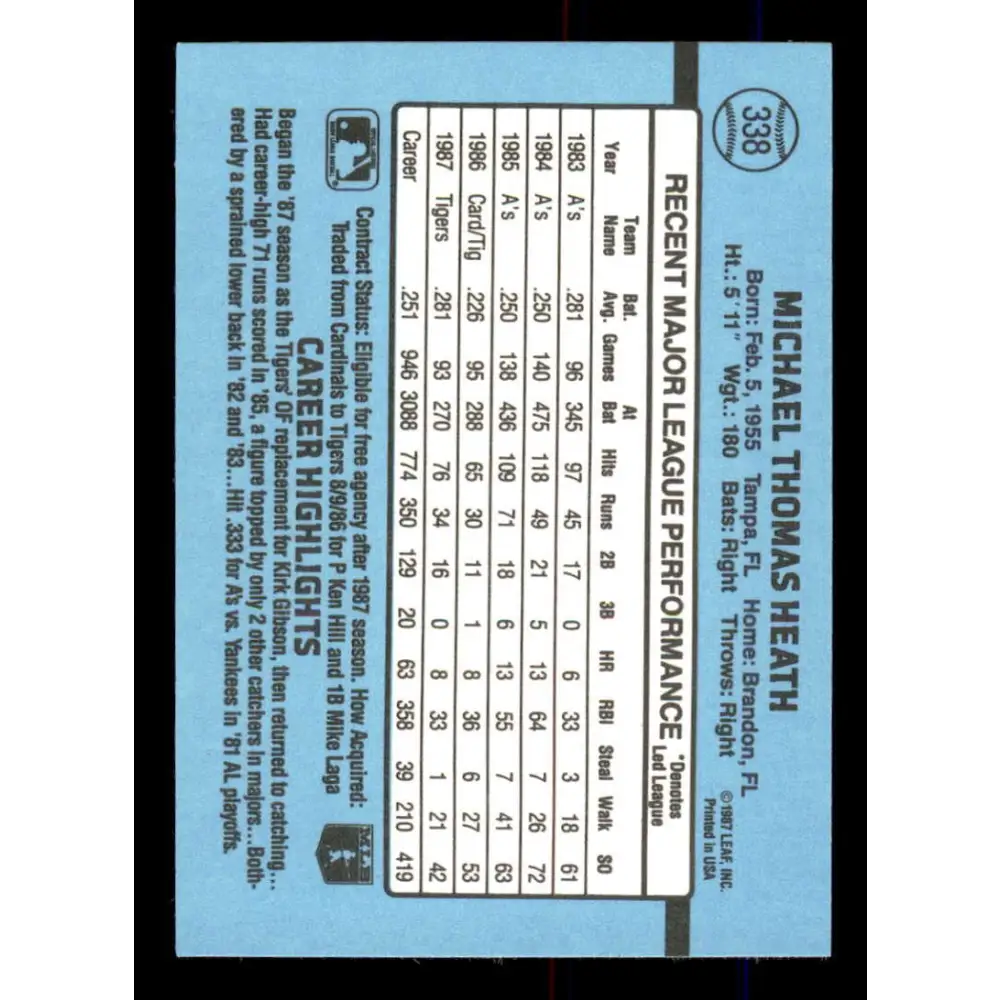 338
MICHAEL THOMAS HEATH
Born: Feb. 5, 1955 Tampa, FL Home: Brandon, FL
Ht.: 5' 11" Wgt.: 180 Bats: Right Throws: Right
©1987 LEAF, INC.
Printed in USA
RECENT MAJOR LEAGUE PERFORMANCE *Denotes Led League
Year Team Name Bat. Avg. Games At Bat Hits Runs 2B 3B HR RBI Steal Walk SO
1983 A's .281 96 345 97 45 17 0 6 33 3 18 61
1984 A's .250 140 475 118 49 21 5 13 64 7 26 72
1985 A's .250 138 436 109 71 18 6 13 55 7 41 63
1986 Card/Tig .226 95 288 65 30 11 1 8 36 6 27 53
1987 Tigers .281 93 270 76 34 16 0 8 33 1 21 42
Career .251 946 3088 774 350 129 20 63 358 39 210 419
Contract Status: Eligible for free agency after 1987 season. How Acquired:
Traded from Cardinals to Tigers 8/9/86 for P Ken Hill and 1B Mike Laga
MLB
CAREER HIGHLIGHTS
Began the '87 season as the Tigers' OF replacement for Kirk Gibson, then returned to catching...
Had career-high 71 runs scored in '85, a figure topped by only 2 other catchers in majors...Both-
ered by a sprained lower back in '82 and '83...Hit .333 for A's vs. Yankees in '81 AL playoffs.